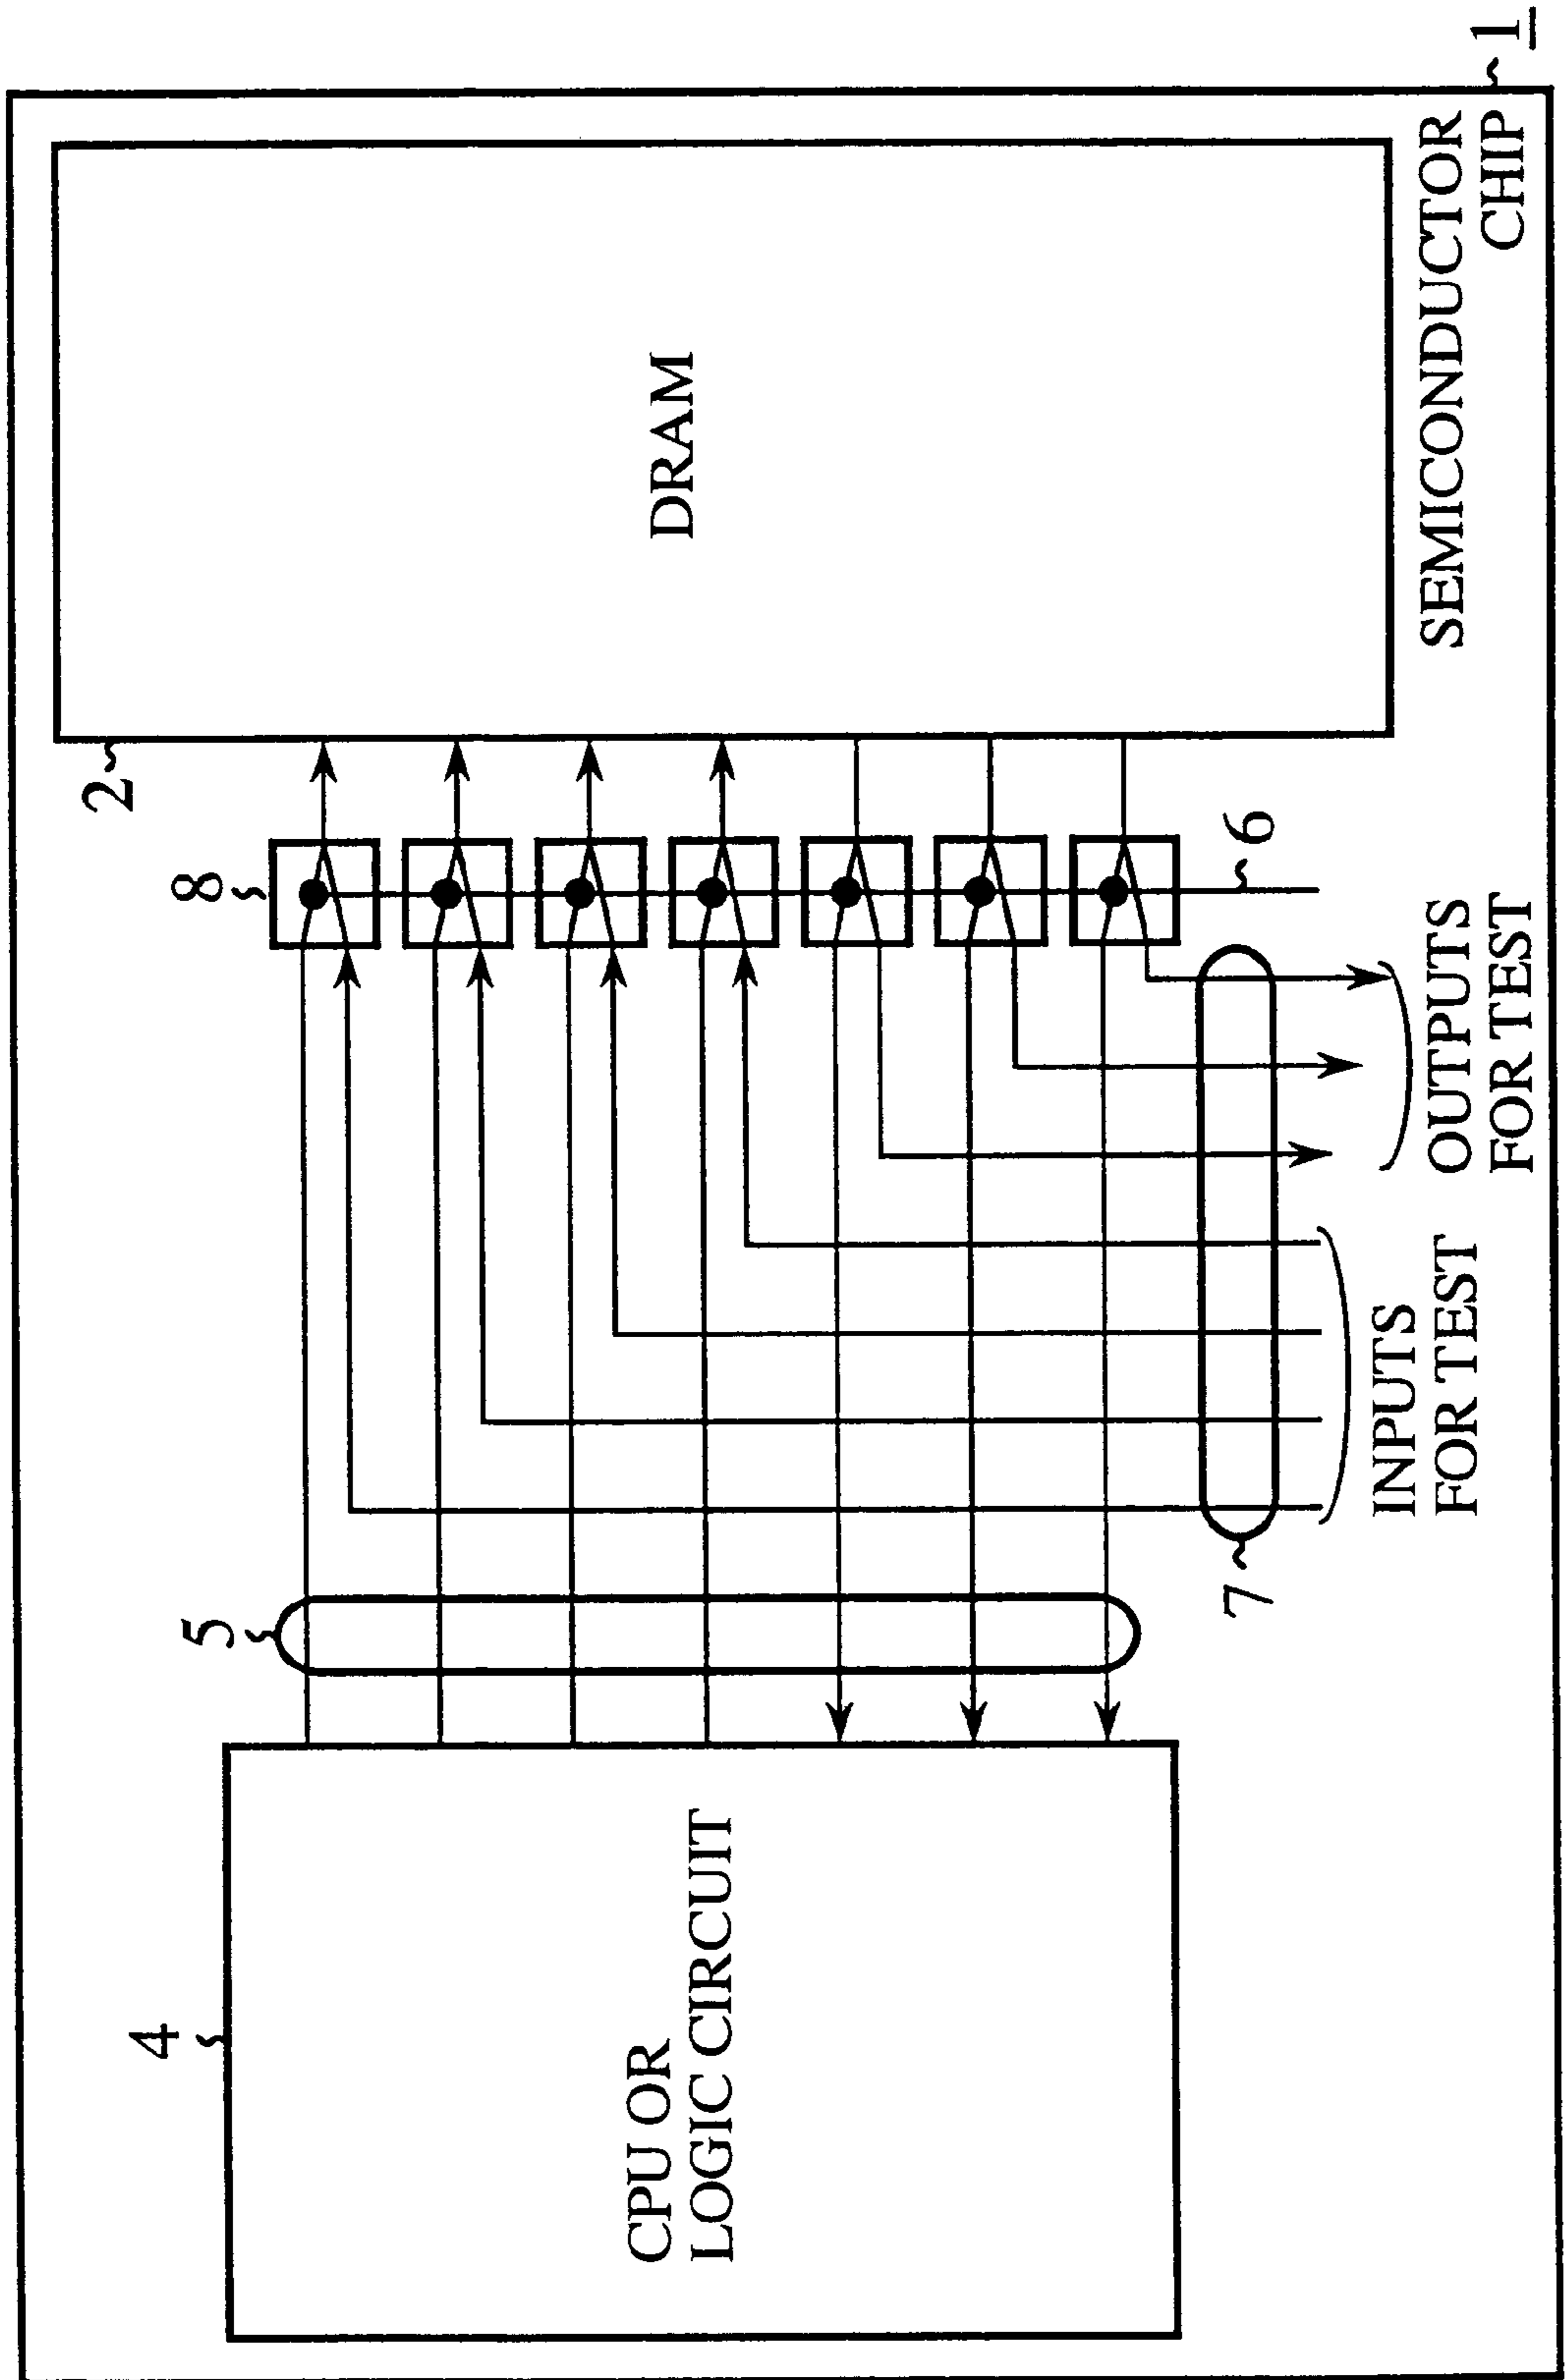 4
CPU OR
LOGIC CIRCUIT
5
7
INPUTS
FOR TEST
OUTPUTS
FOR TEST
8
6
2
DRAM
SEMICONDUCTOR
CHIP
1